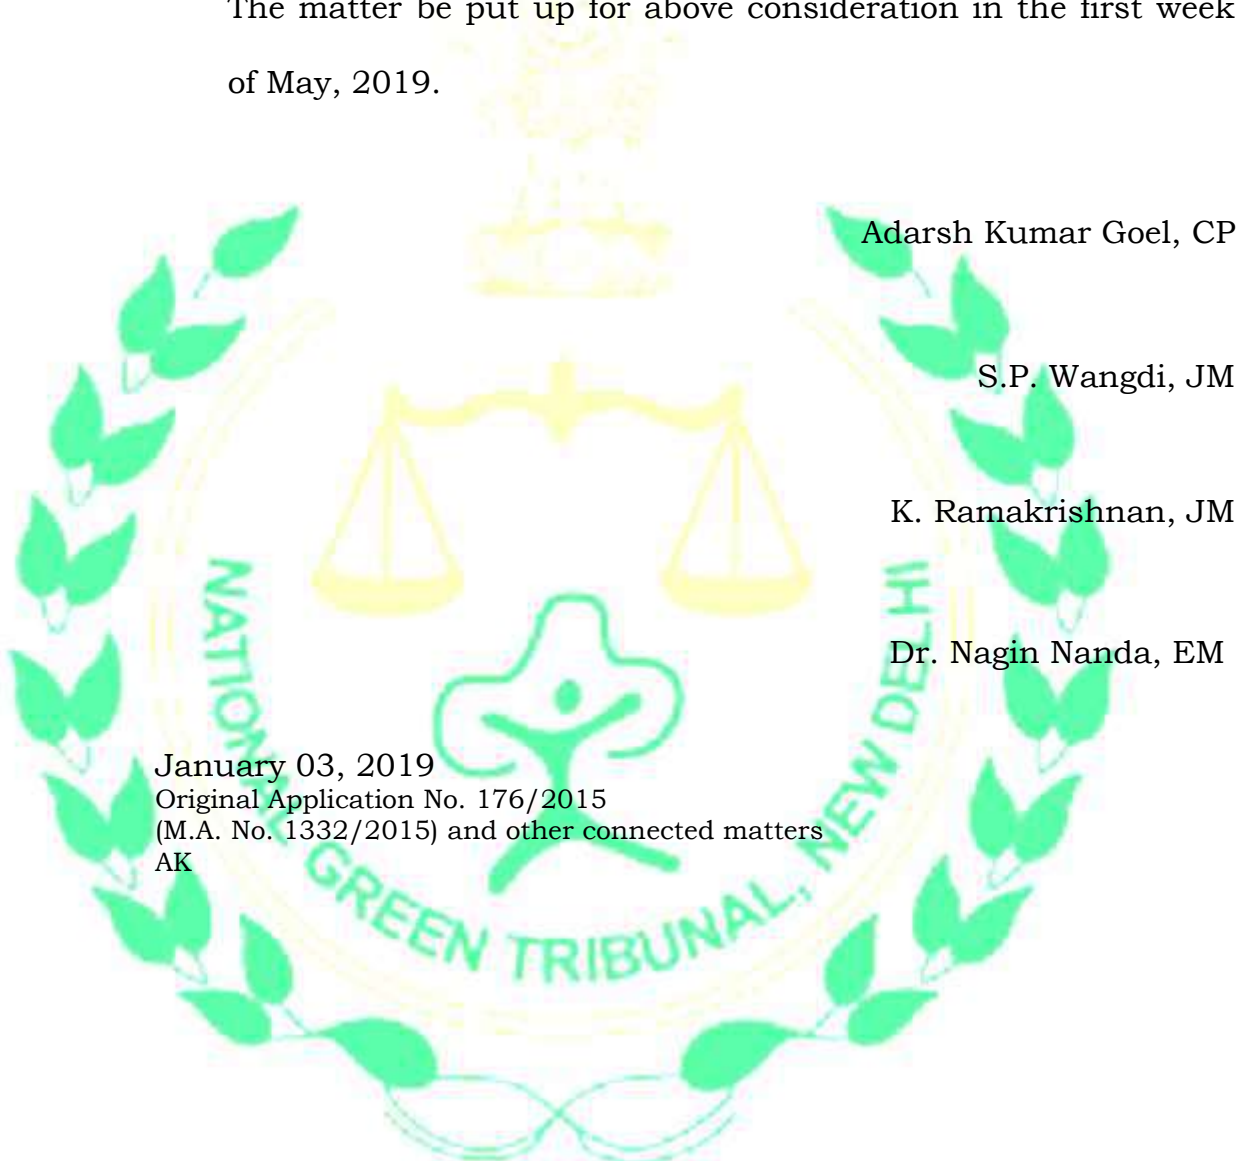 The matter be put up for above consideration in the first week
of May, 2019.
Adarsh Kumar Goel, CP
S.P. Wangdi, JM
K. Ramakrishnan, JM
Dr. Nagin Nanda, EM
January 03, 2019
Original Application No. 176/2015
(M.A. No. 1332/2015) and other connected matters
AK
NATIONAL GREEN TRIBUNAL, NEW DELHI